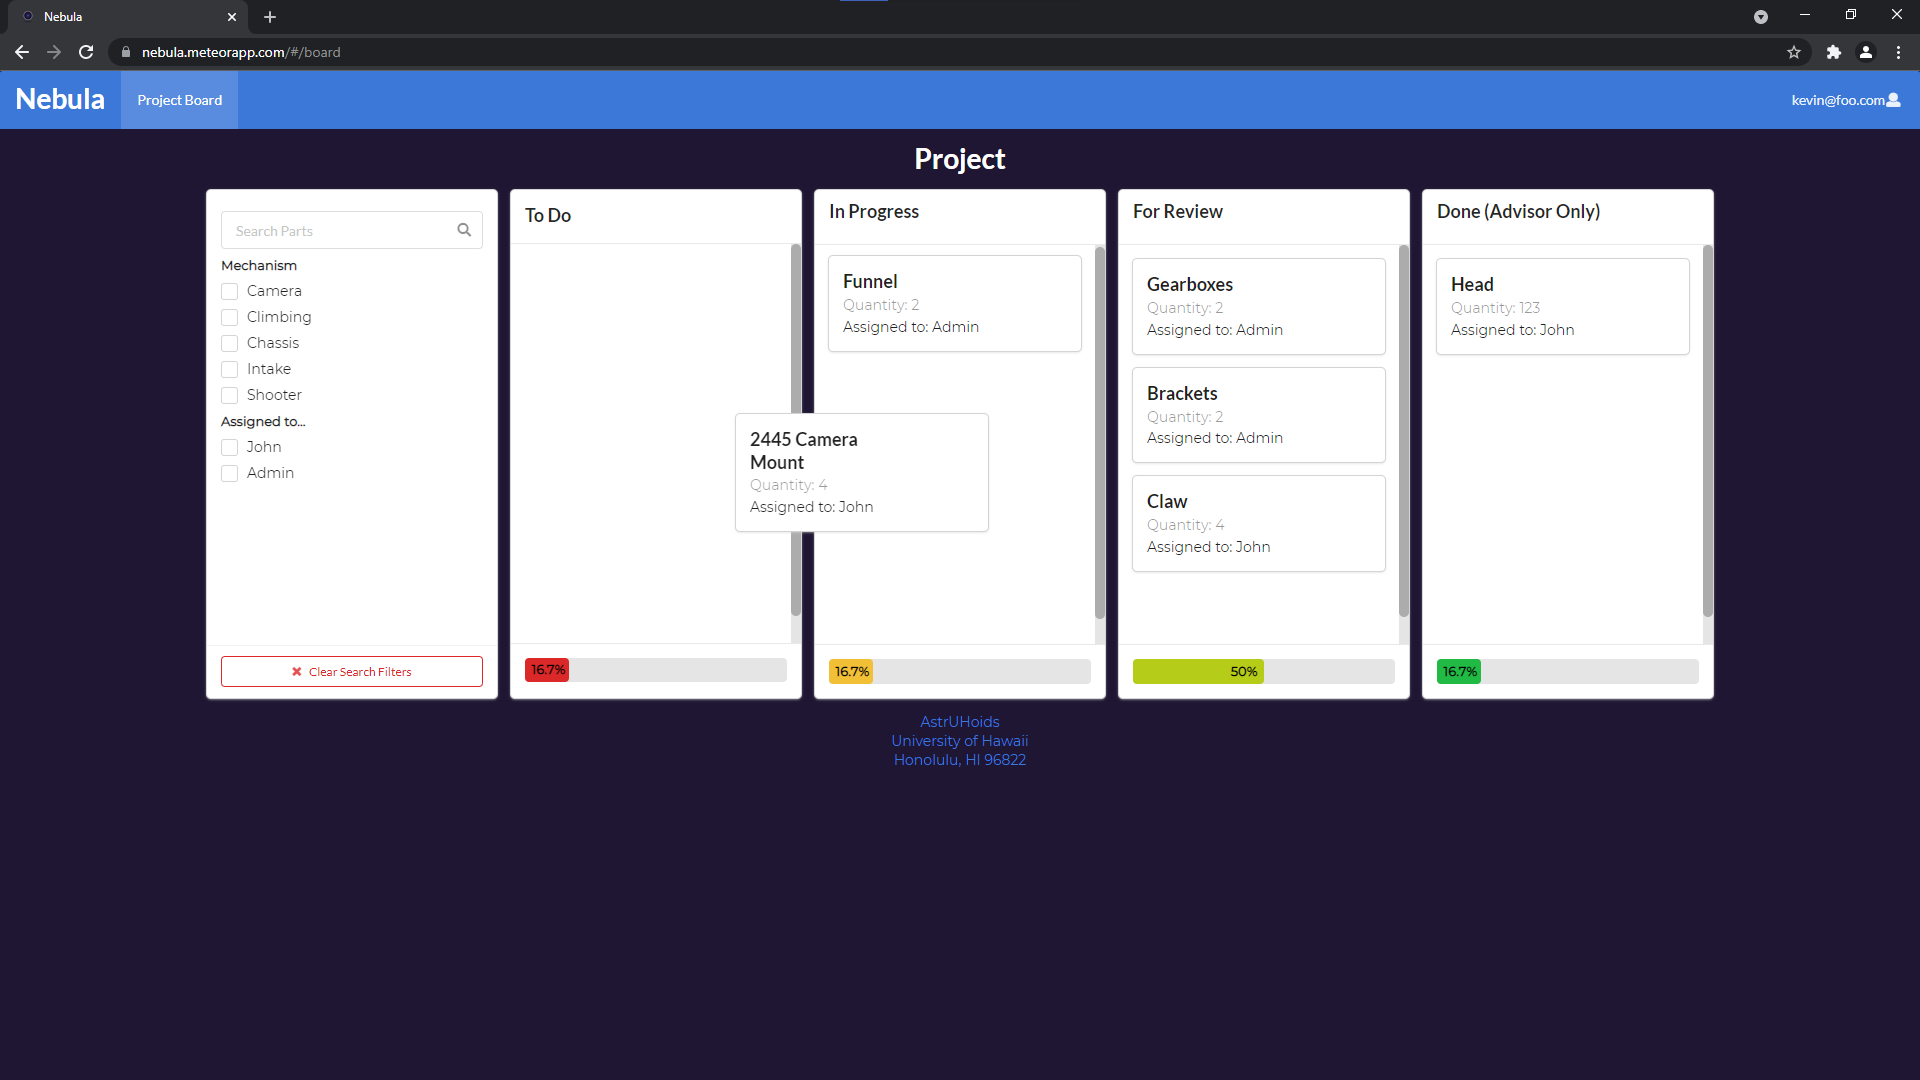 Nebula
nebula.meteorapp.com/#/board
Nebula
Project Board
kevin@foo.com
Project
Search Parts
Mechanism
Camera
Climbing
Chassis
Intake
Shooter
Assigned to...
John
Admin
Clear Search Filters
To Do
16.7%
In Progress
Funnel
Quantity: 2
Assigned to: Admin
2445 Camera
Mount
Quantity: 4
Assigned to: John
16.7%
For Review
Gearboxes
Quantity: 2
Assigned to: Admin
Brackets
Quantity: 2
Assigned to: Admin
Claw
Quantity: 4
Assigned to: John
50%
Done (Advisor Only)
Head
Quantity: 123
Assigned to: John
16.7%
AstrUHoids
University of Hawaii
Honolulu, HI 96822